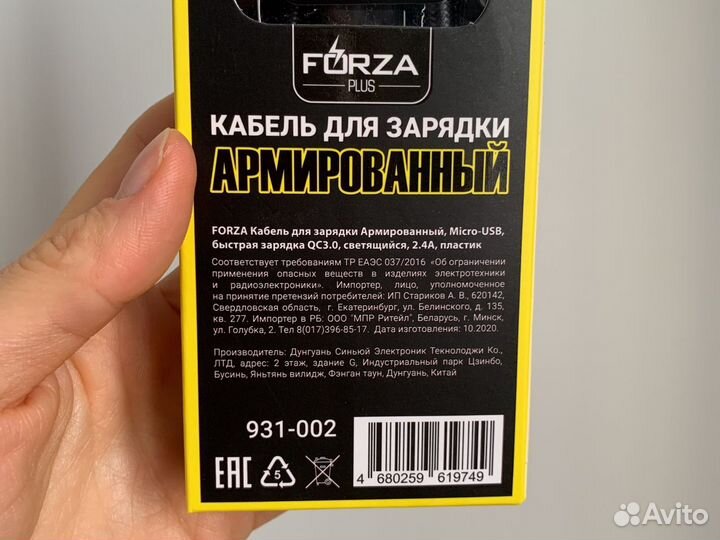 FORZA
PLUS
КАБЕЛЬ ДЛЯ ЗАРЯДКИ
АРМИРОВАННЫЙ
FORZA Кабель для зарядки Армированный, Micro-USB,
быстрая зарядка QC3.0, светящийся, 2.4А, пластик
Соответствует требованиям ТР ЕАЭС 037/2016 «Об ограничении
применения опасных веществ в изделиях электротехники
и радиоэлектроники». Импортер, лицо, уполномоченное
на принятие претензий потребителей: ИП Стариков А. В., 620142,
Свердловская область, г. Екатеринбург, ул. Белинского, д. 135,
кв. 277. Импортер в РБ: ООО "МПР Ритейл", Беларусь, г. Минск,
ул. Голубка, 2. Тел 8(017)396-85-17. Дата изготовления: 10.2020.
Производитель: Дунгуань Синьюй Электроник Текнолоджи Ко.,
ЛТД, адрес: 2 этаж, здание G, Индустриальный парк Цзинбо,
Бусинь, Яньтянь вилидж, Фэнган таун, Дунгуань, Китай
931-002
EAC
5
4 680259 619749
Avito